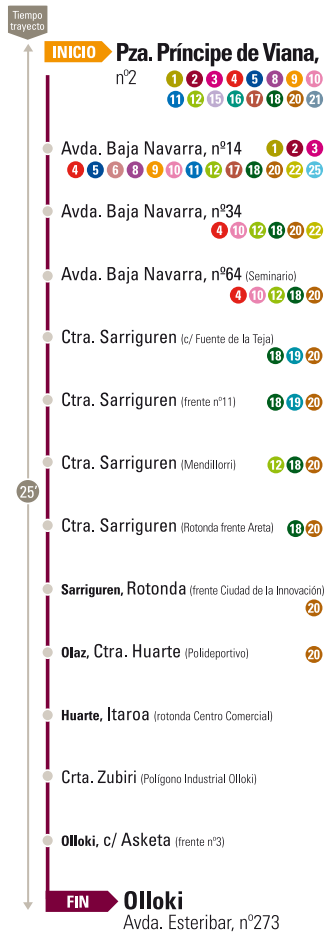 Tiempo
trayecto
INICIO Pza. Príncipe de Viana,
nº2 1 2 3 4 5 8 9 10
11 12 15 16 17 18 20 21
Avda. Baja Navarra, nº14 1 2 3
4 5 6 8 9 10 11 12 17 18 20 22 25
Avda. Baja Navarra, nº34
4 10 12 18 20 22
Avda. Baja Navarra, nº64 (Seminario)
4 10 12 18 20
Ctra. Sarriguren (c/ Fuente de la Teja)
18 19 20
Ctra. Sarriguren (frente nº11) 18 19 20
Ctra. Sarriguren (Mendillorri) 12 18 20
25'
Ctra. Sarriguren (Rotonda frente Areta) 18 20
Sarriguren, Rotonda (frente Ciudad de la Innovación)
20
Olaz, Ctra. Huarte (Polideportivo) 20
Huarte, Itaroa (rotonda Centro Comercial)
Crta. Zubiri (Polígono Industrial Olloki)
Olloki, c/ Asketa (frente nº3)
FIN Olloki
Avda. Esteribar, nº273